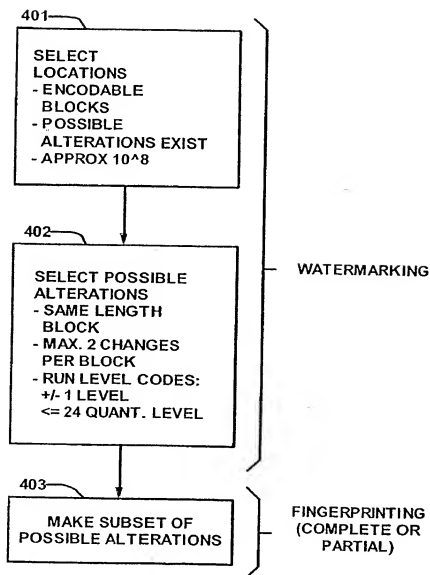 401
SELECT
LOCATIONS
- ENCODABLE
BLOCKS
- POSSIBLE
ALTERATIONS EXIST
- APPROX 10^8
402
SELECT POSSIBLE
ALTERATIONS
- SAME LENGTH
BLOCK
- MAX. 2 CHANGES
PER BLOCK
- RUN LEVEL CODES:
+/- 1 LEVEL
<= 24 QUANT. LEVEL
WATERMARKING
403
MAKE SUBSET OF
POSSIBLE ALTERATIONS
FINGERPRINTING
(COMPLETE OR
PARTIAL)